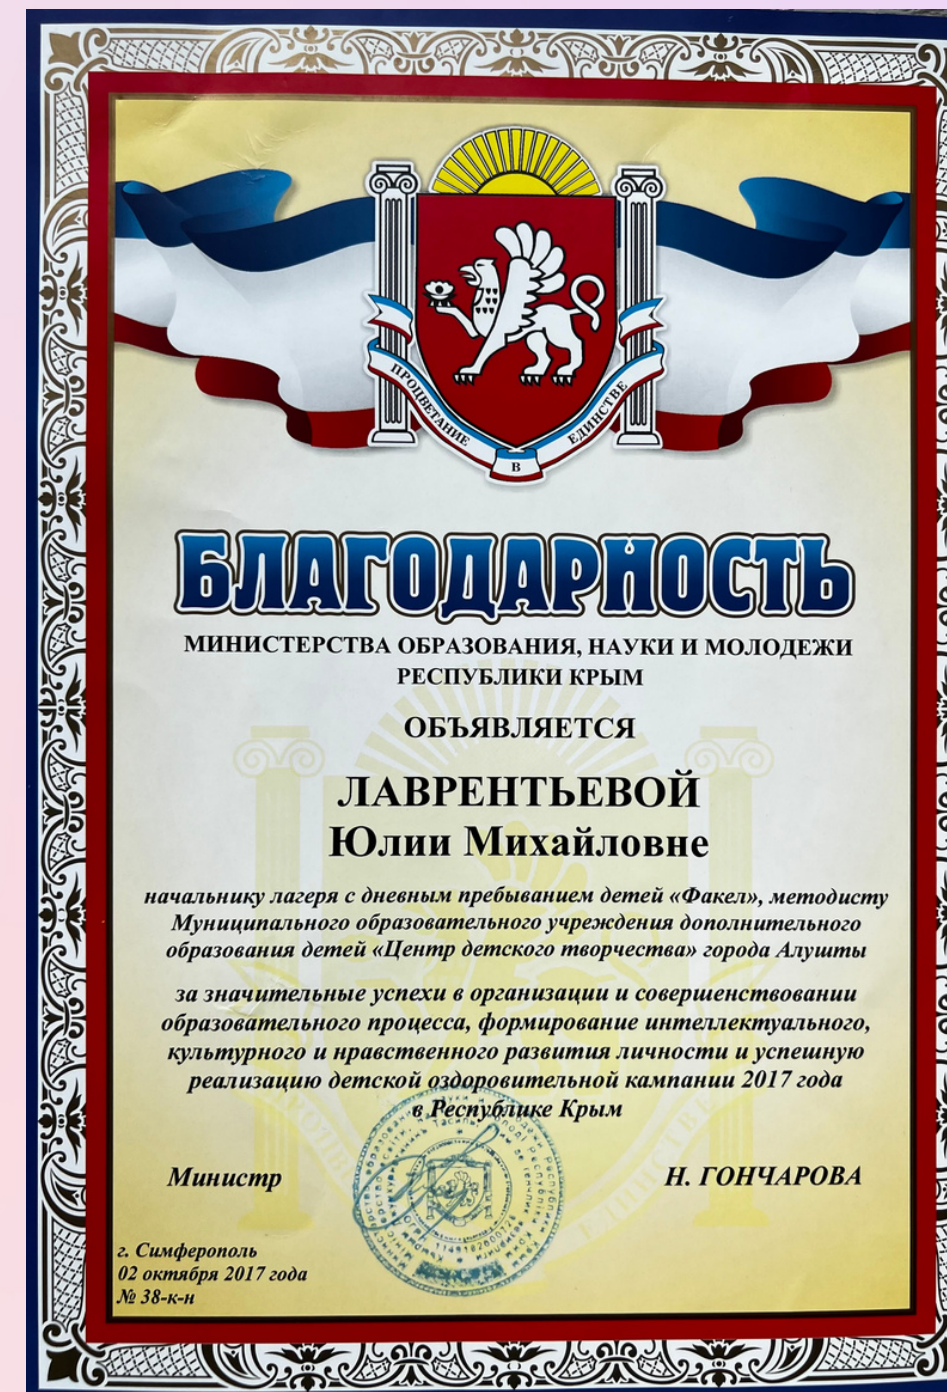 ПРОЦВЕТАНИЕ В ЕДИНСТВЕ
БЛАГОДАРНОСТЬ
МИНИСТЕРСТВА ОБРАЗОВАНИЯ, НАУКИ И МОЛОДЕЖИ
РЕСПУБЛИКИ КРЫМ
ОБЪЯВЛЯЕТСЯ
ЛАВРЕНТЬЕВОЙ
Юлии Михайловне
начальнику лагеря с дневным пребыванием детей «Факел», методисту
Муниципального образовательного учреждения дополнительного
образования детей «Центр детского творчества» города Алушты
за значительные успехи в организации и совершенствовании
образовательного процесса, формирование интеллектуального,
культурного и нравственного развития личности и успешную
реализацию детской оздоровительной кампании 2017 года
в Республике Крым
Министр
Н. ГОНЧАРОВА
г. Симферополь
02 октября 2017 года
№ 38-к-н